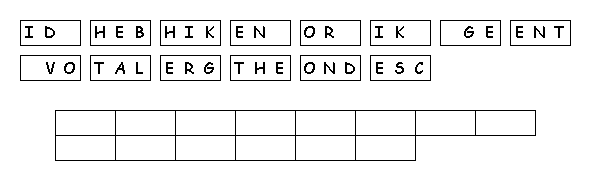 ID HEB HIK EN OR IK GE ENT
VO TAL ERG THE OND ESC